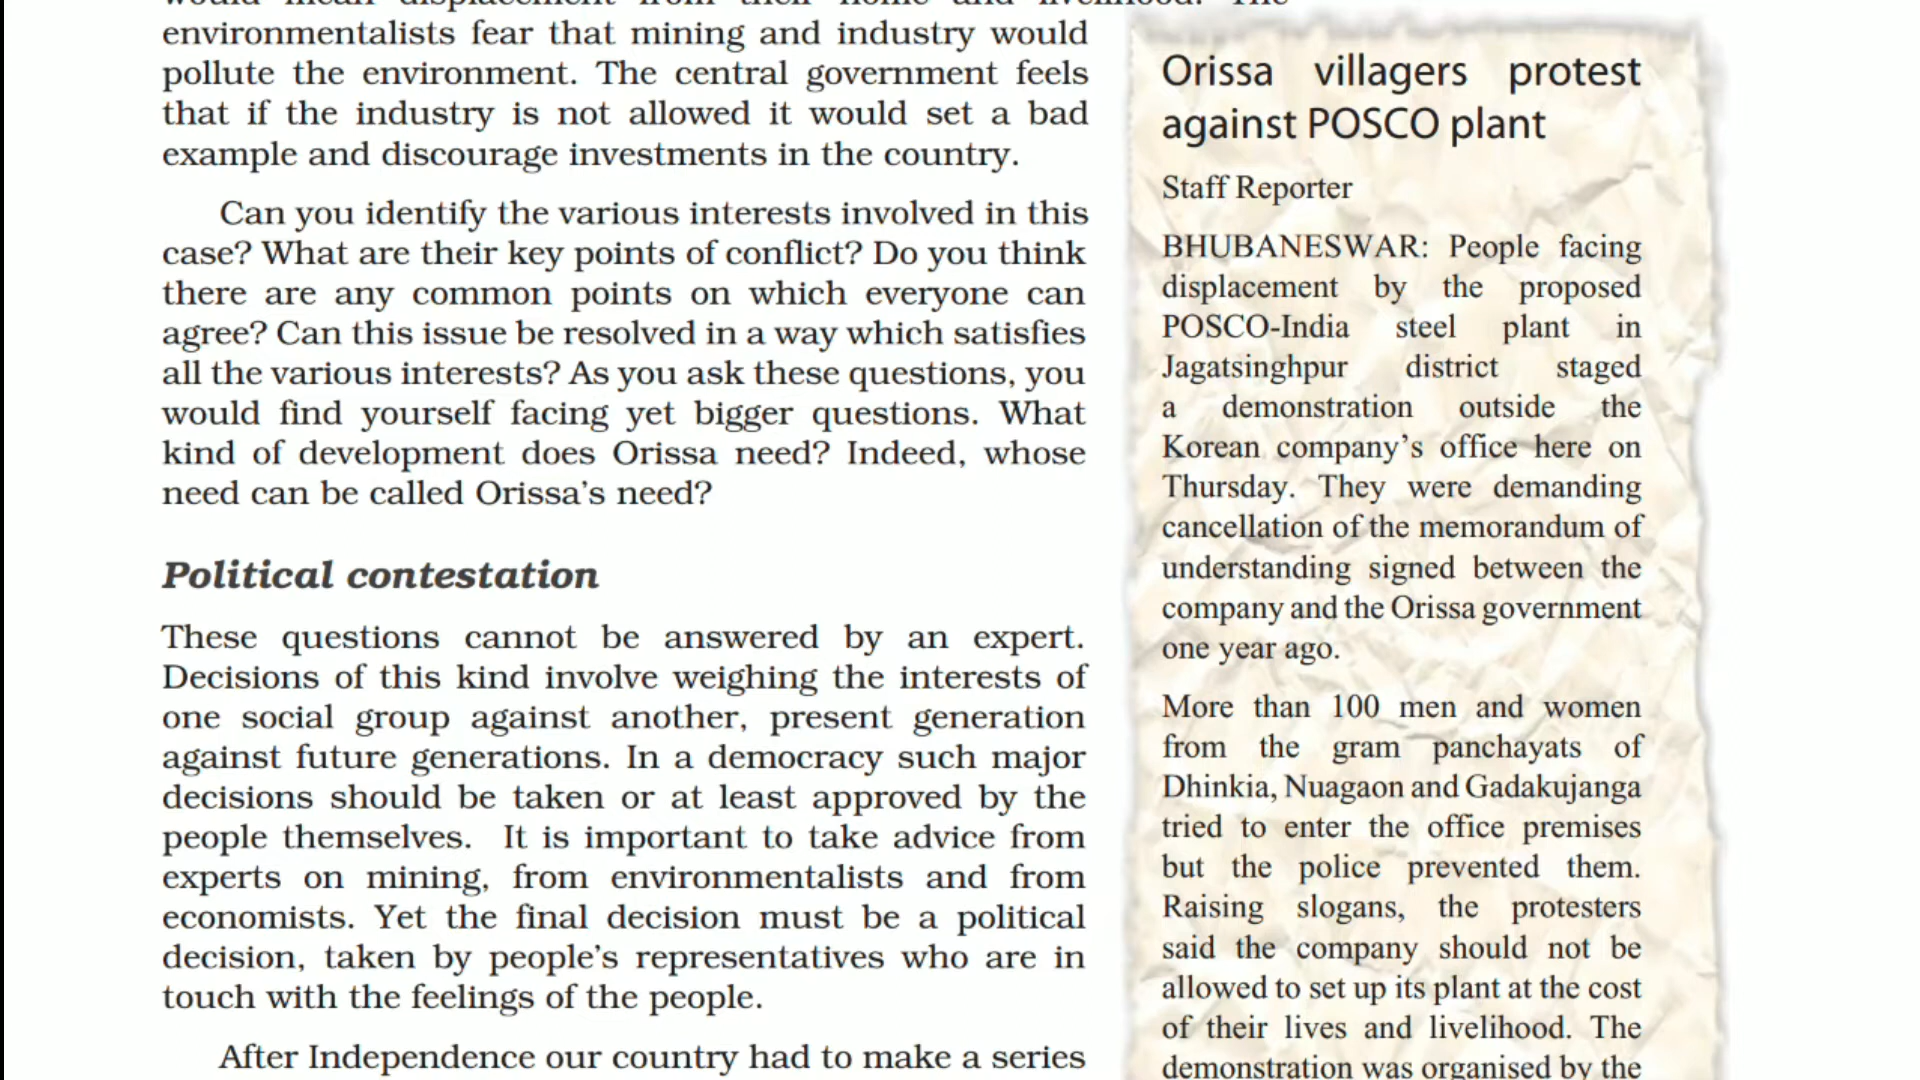 would mean displacement from their home and livelihood. The
environmentalists fear that mining and industry would
pollute the environment. The central government feels
that if the industry is not allowed it would set a bad
example and discourage investments in the country.
Can you identify the various interests involved in this
case? What are their key points of conflict? Do you think
there are any common points on which everyone can
agree? Can this issue be resolved in a way which satisfies
all the various interests? As you ask these questions, you
would find yourself facing yet bigger questions. What
kind of development does Orissa need? Indeed, whose
need can be called Orissa’s need?
Political contestation
These questions cannot be answered by an expert.
Decisions of this kind involve weighing the interests of
one social group against another, present generation
against future generations. In a democracy such major
decisions should be taken or at least approved by the
people themselves. It is important to take advice from
experts on mining, from environmentalists and from
economists. Yet the final decision must be a political
decision, taken by people’s representatives who are in
touch with the feelings of the people.
After Independence our country had to make a series
Orissa villagers protest
against POSCO plant
Staff Reporter
BHUBANESWAR: People facing
displacement by the proposed
POSCO-India steel plant in
Jagatsinghpur district staged
a demonstration outside the
Korean company’s office here on
Thursday. They were demanding
cancellation of the memorandum of
understanding signed between the
company and the Orissa government
one year ago.
More than 100 men and women
from the gram panchayats of
Dhinkia, Nuagaon and Gadakujanga
tried to enter the office premises
but the police prevented them.
Raising slogans, the protesters
said the company should not be
allowed to set up its plant at the cost
of their lives and livelihood. The
demonstration was organised by the